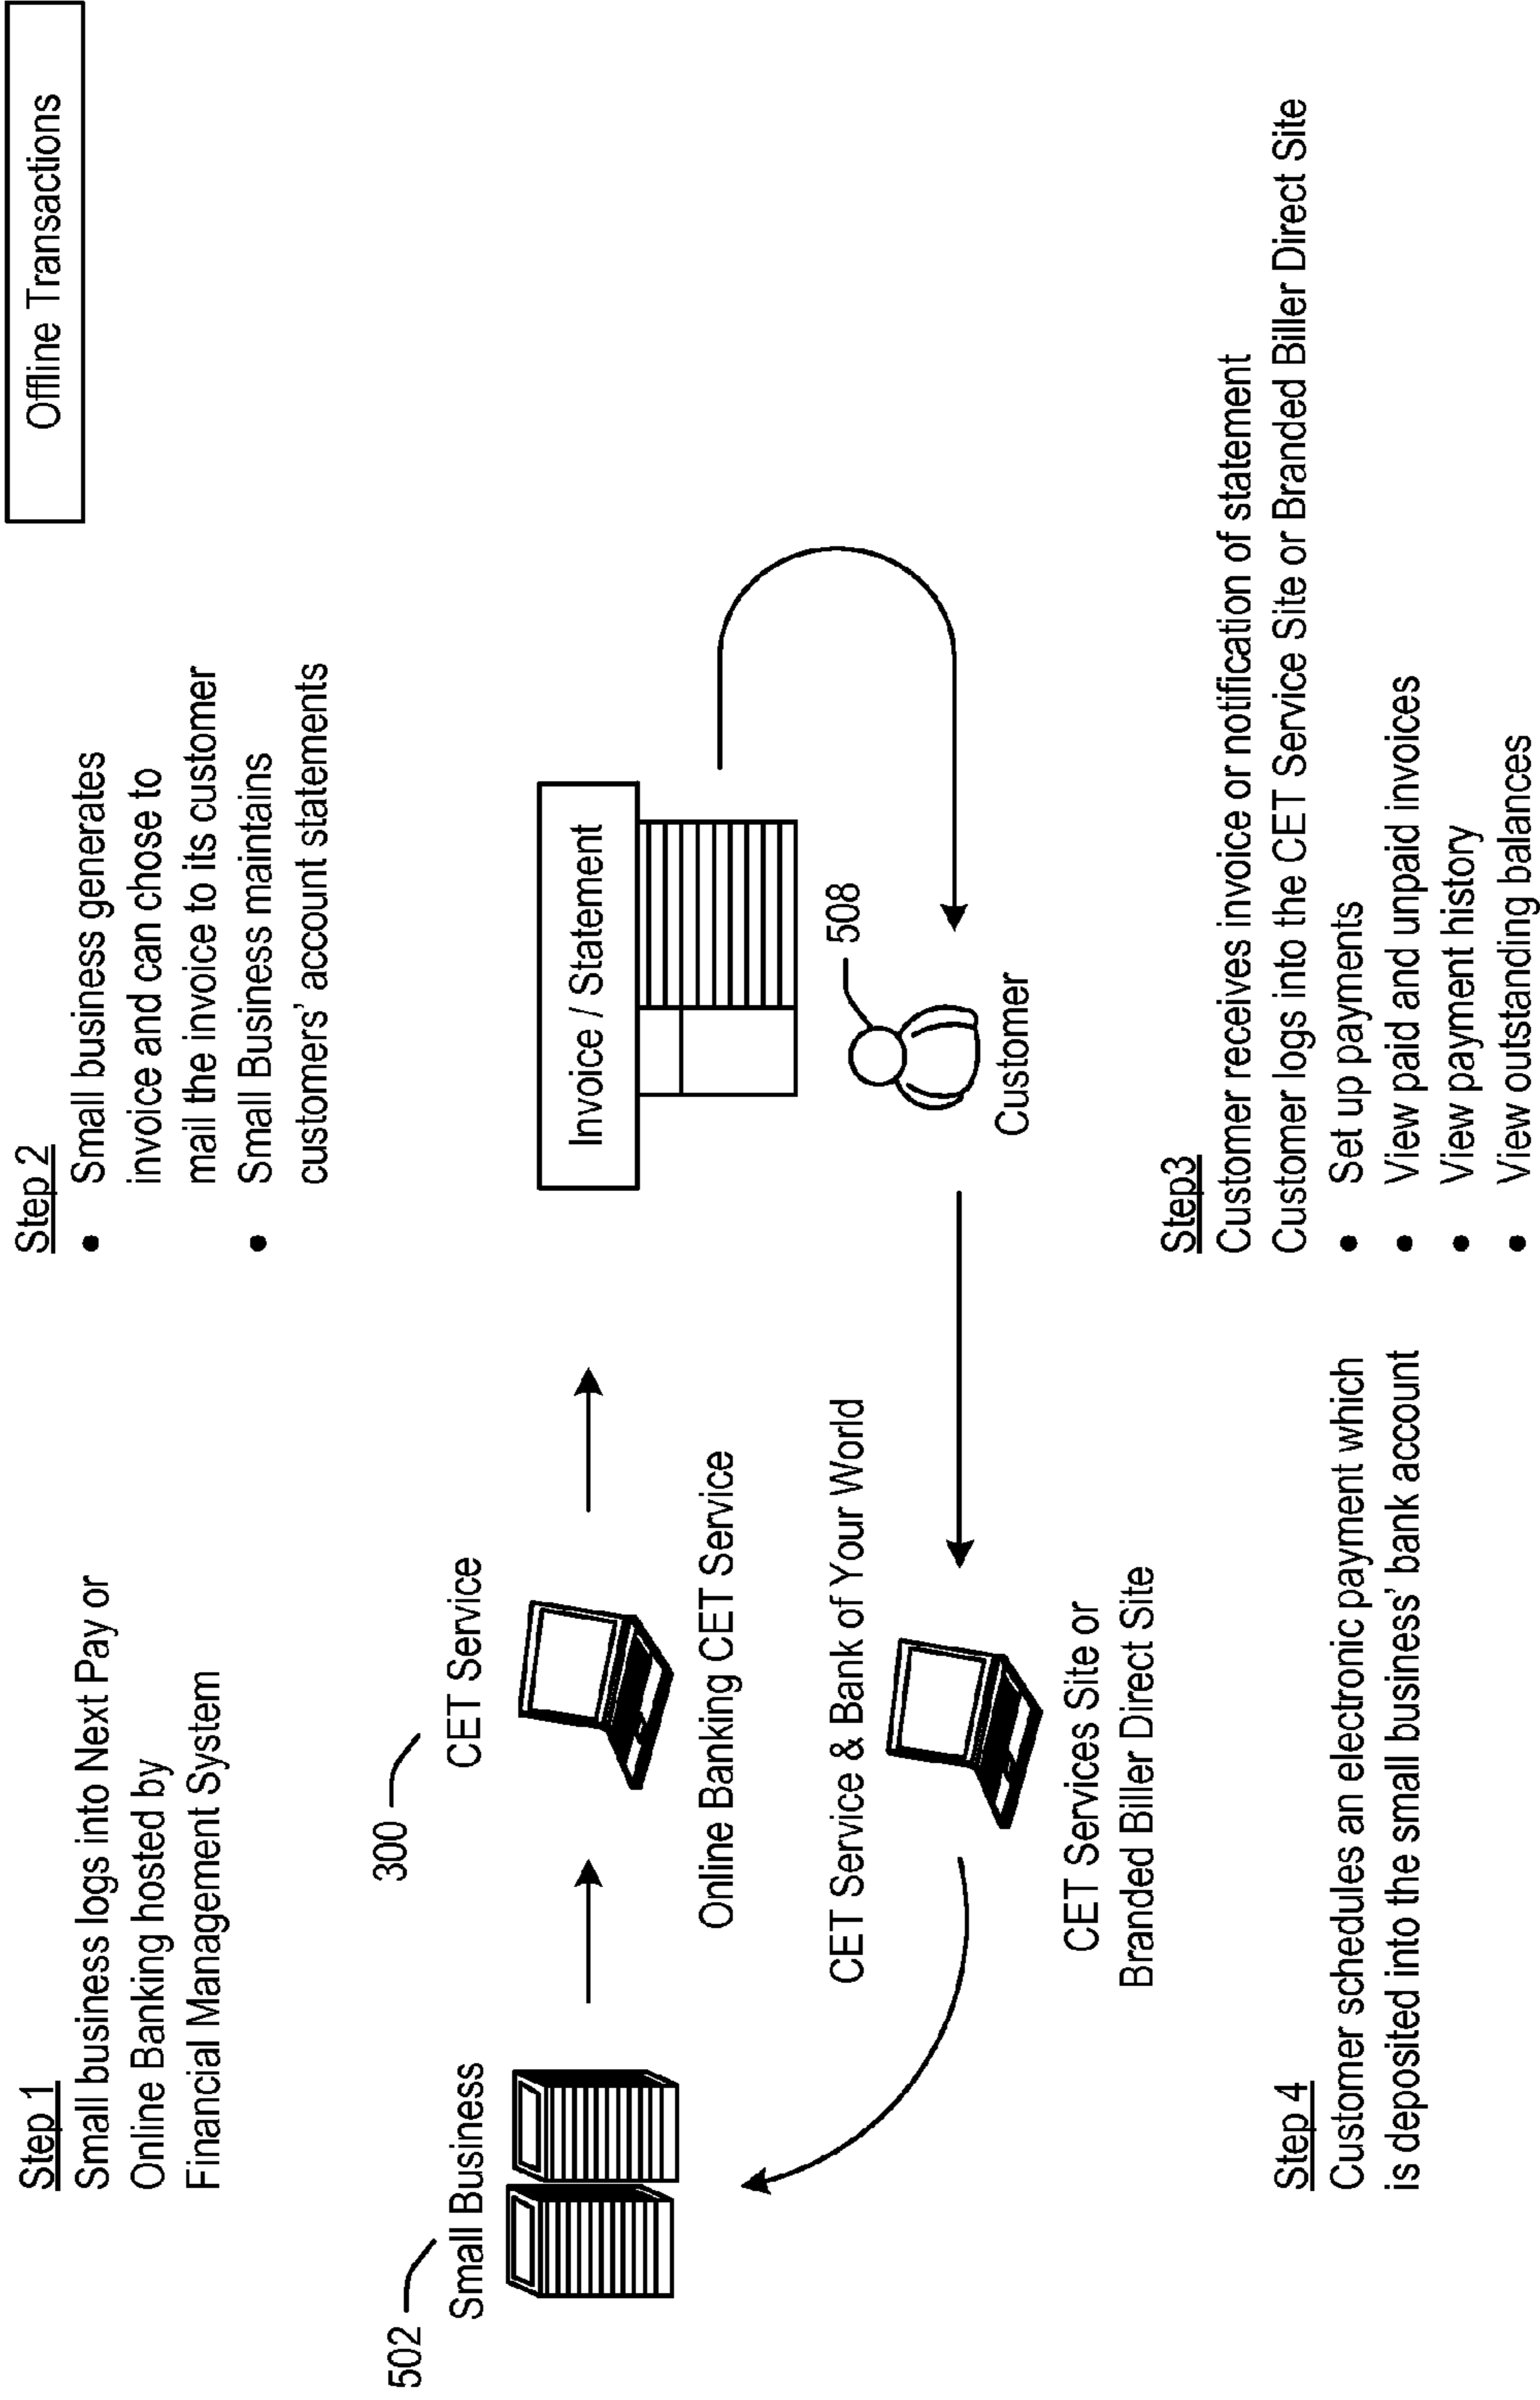 Offline Transactions
Step 1
Small business logs into Next Pay or
Online Banking hosted by
Financial Management System
Step 2
• Small business generates
invoice and can chose to
mail the invoice to its customer
• Small Business maintains
customers' account statements
502
Small Business
300
CET Service
Online Banking CET Service
Invoice / Statement
508
Customer
CET Service & Bank of Your World
CET Services Site or
Branded Biller Direct Site
Step3
Customer receives invoice or notification of statement
Customer logs into the CET Service Site or Branded Biller Direct Site
• Set up payments
• View paid and unpaid invoices
• View payment history
• View outstanding balances
Step 4
Customer schedules an electronic payment which
is deposited into the small business' bank account